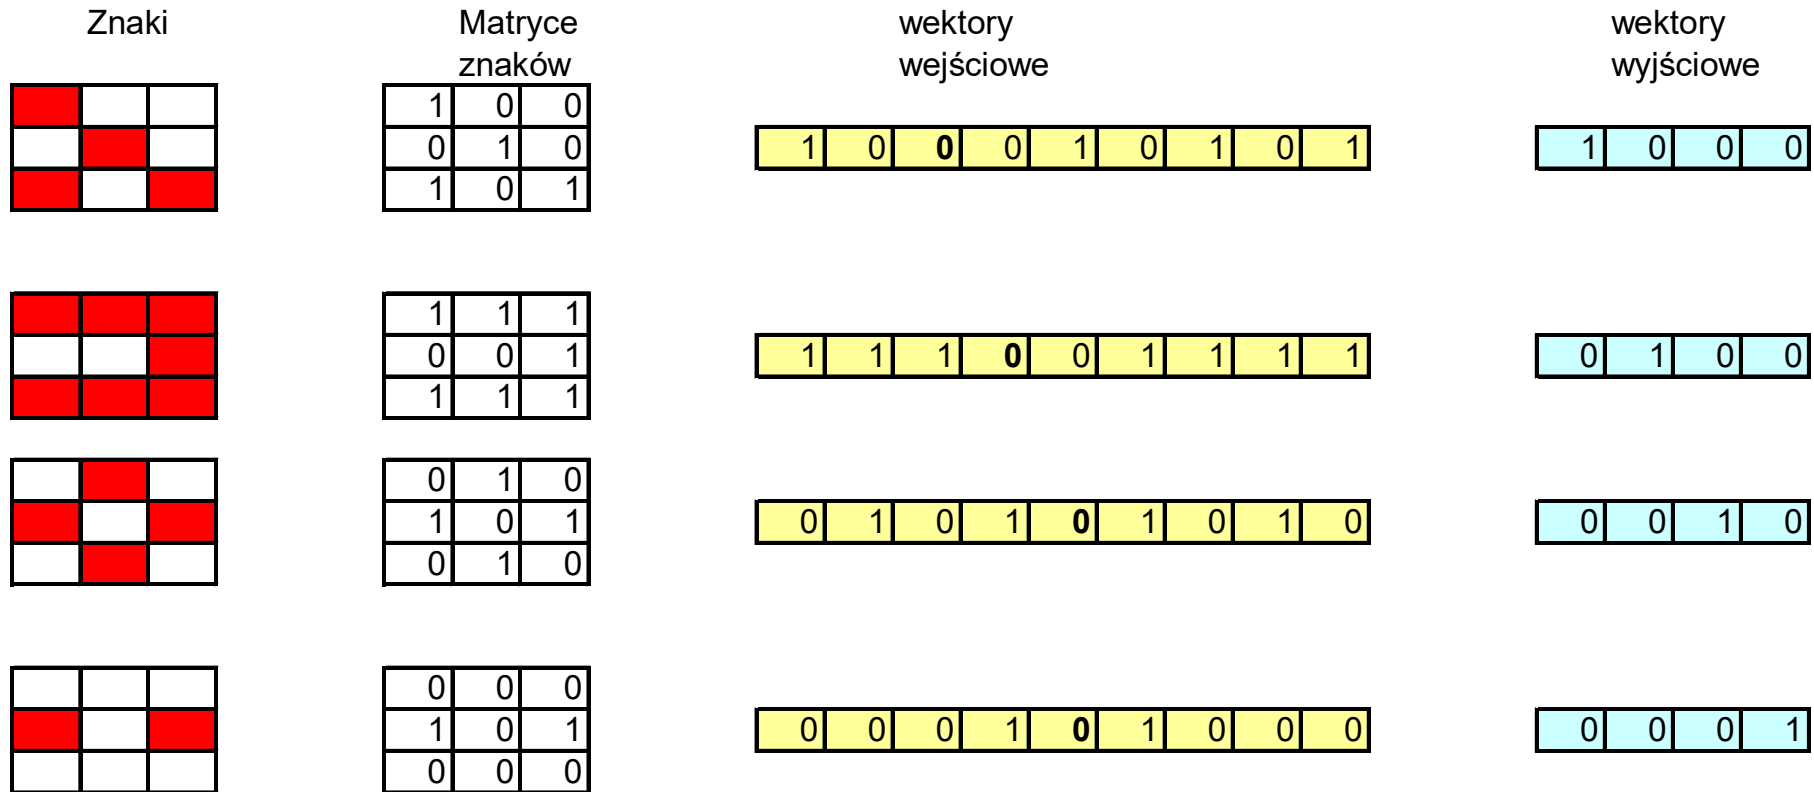 Znaki Matryce wektory wektory
znaków wejściowe wyjściowe
1 0 0
0 1 0 1 0 0 0 1 0 1 0 1 1 0 0 0
1 0 1
1 1 1
0 0 1 1 1 1 0 0 1 1 1 1 0 1 0 0
1 1 1
0 1 0
1 0 1 0 1 0 1 0 1 0 1 0 0 0 1 0
0 1 0
0 0 0
1 0 1 0 0 0 1 0 1 0 0 0 0 0 0 1
0 0 0